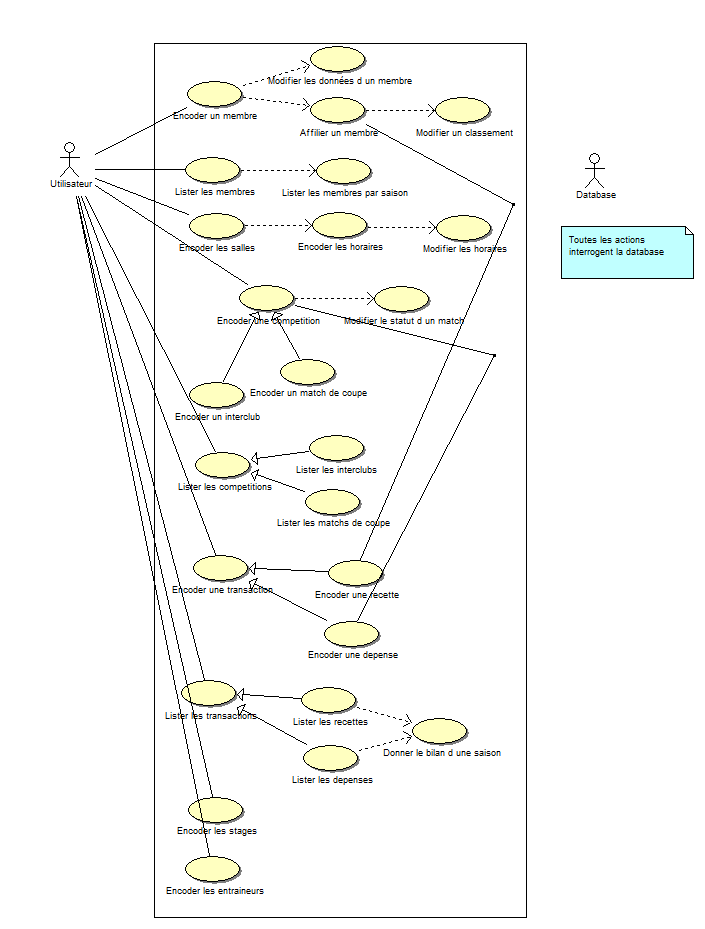 Modifier les données d un membre
Encoder un membre
Affilier un membre
Modifier un classement
Utilisateur
Lister les membres
Lister les membres par saison
Database
Encoder les salles
Encoder les horaires
Modifier les horaires
Toutes les actions
interrogent la database
Encoder une competition
Modifier le statut d un match
Encoder un match de coupe
Encoder un interclub
Lister les interclubs
Lister les competitions
Lister les matchs de coupe
Encoder une transaction
Encoder une recette
Encoder une depense
Lister les transactions
Lister les recettes
Donner le bilan d une saison
Lister les depenses
Encoder les stages
Encoder les entraineurs